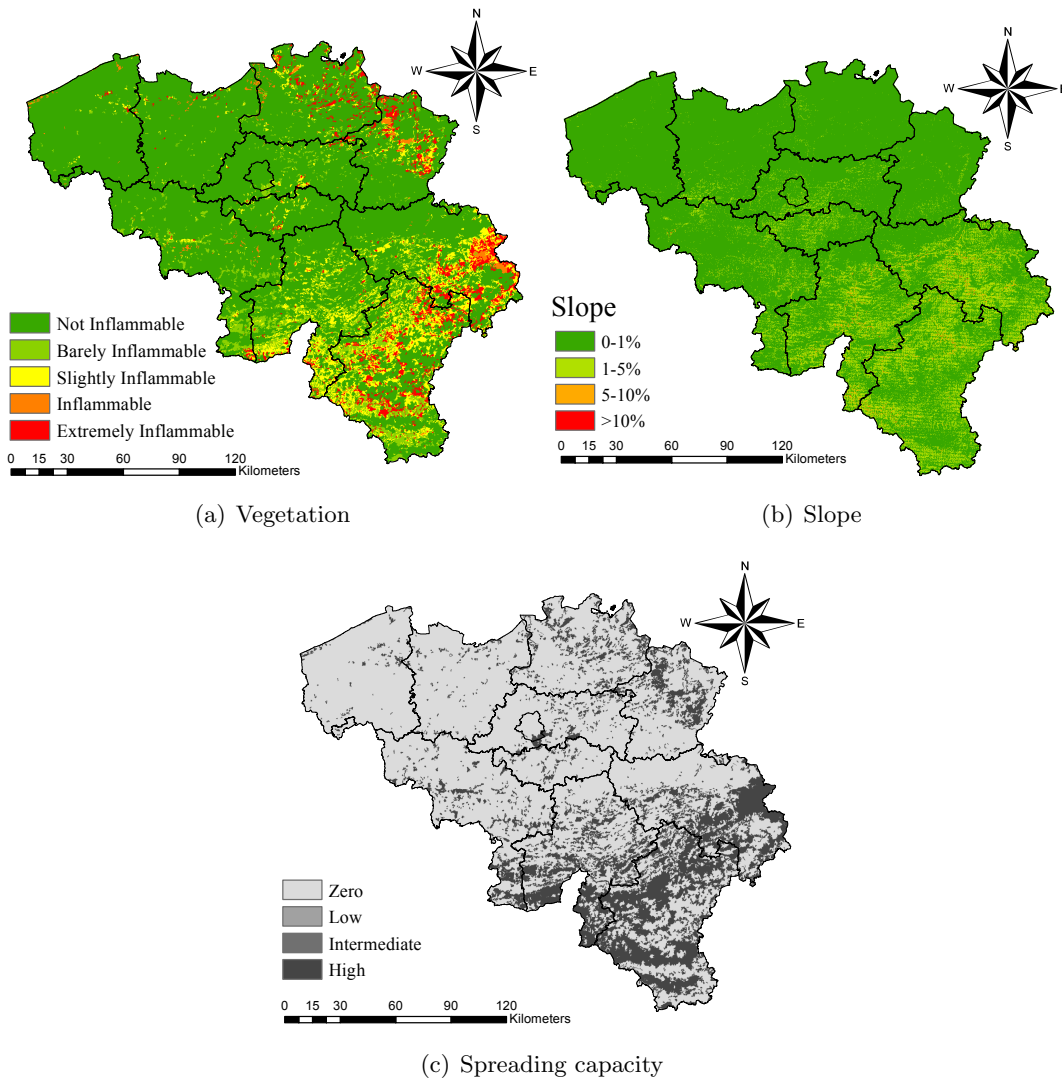 N
W
E
S
Not Inflammable
Barely Inflammable
Slightly Inflammable
Inflammable
Extremely Inflammable
0 15 30 60 90 120
Kilometers
(a) Vegetation
N
W
E
S
Slope
0-1%
1-5%
5-10%
>10%
0 15 30 60 90 120
Kilometers
(b) Slope
N
W
E
S
Zero
Low
Intermediate
High
0 15 30 60 90 120
Kilometers
(c) Spreading capacity